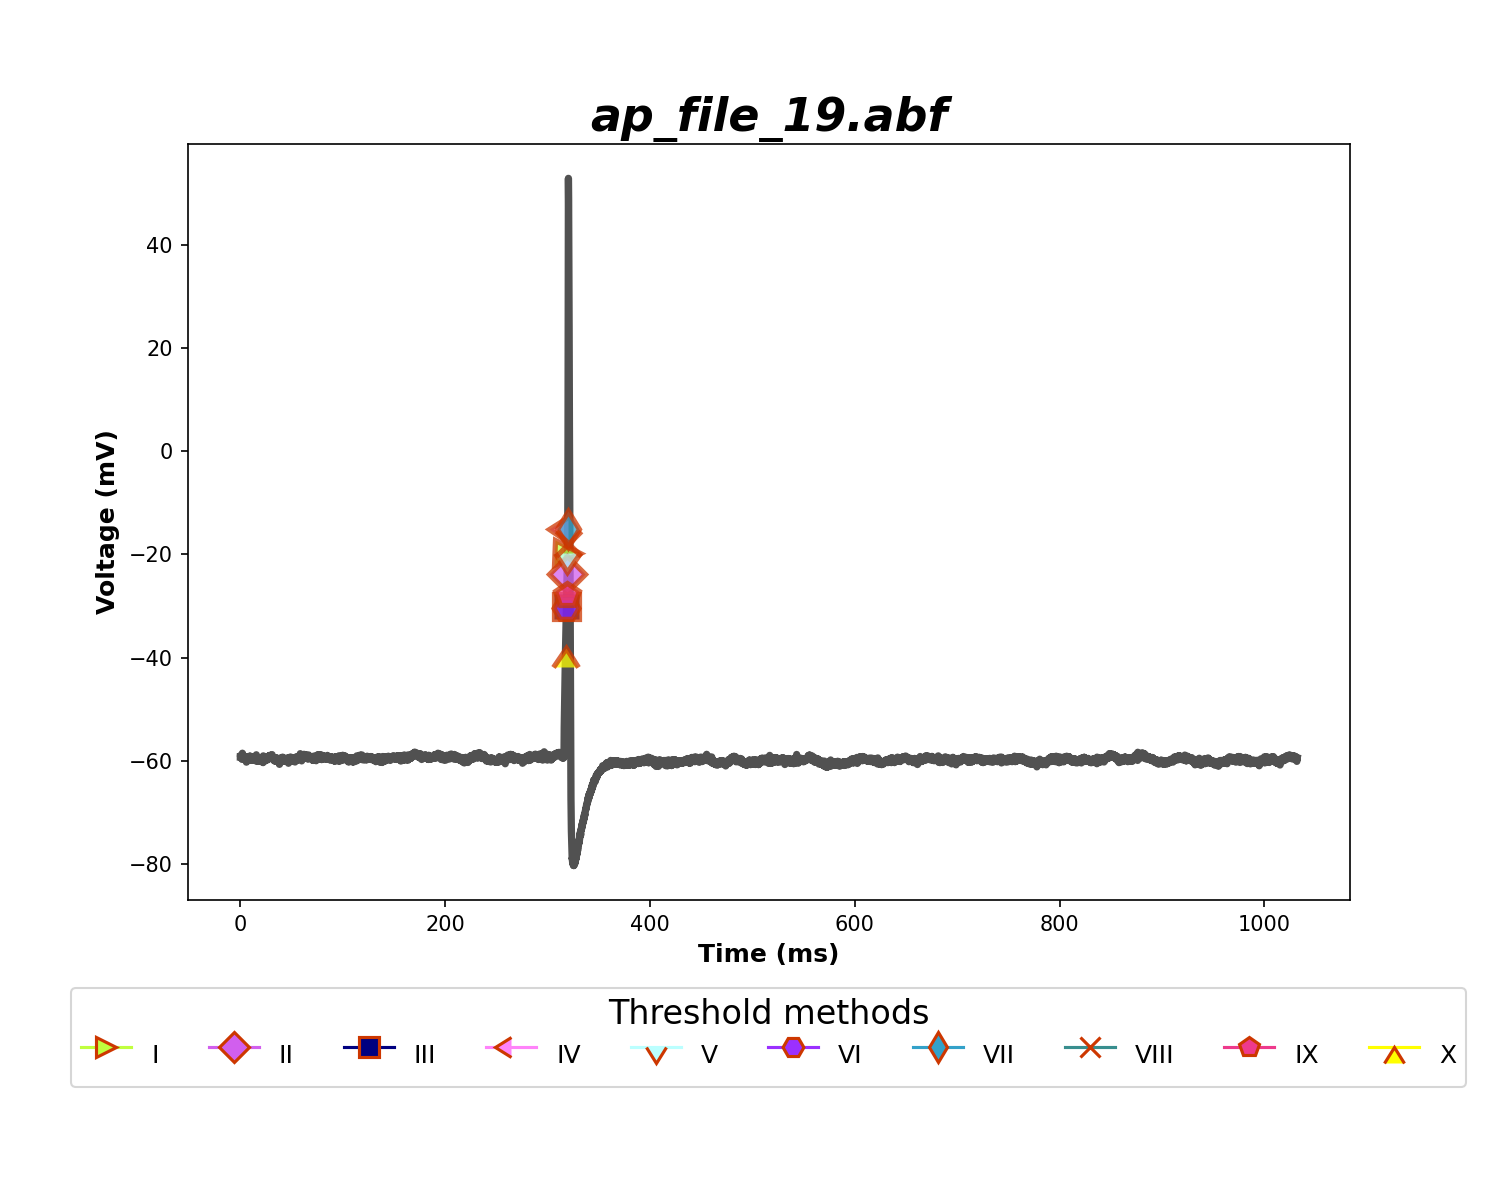 ap_file_19.abf
Voltage (mV)
40
20
0
−20
−40
−60
−80
0 200 400 600 800 1000
Time (ms)
Threshold methods
I II III IV V VI VII VIII IX X